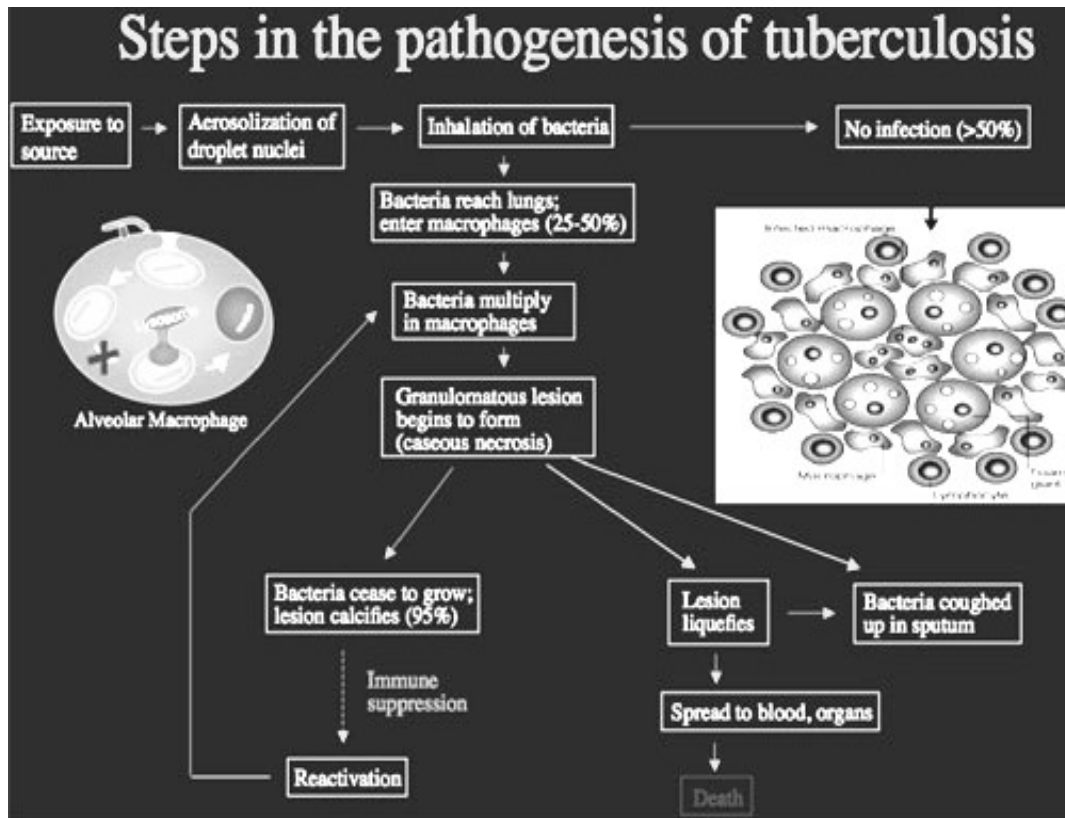 Steps in the pathogenesis of tuberculosis
Exposure to
source
Aerosolization of
droplet nuclei
Inhalation of bacteria
No infection (>50%)
Bacteria reach lungs;
enter macrophages (25-50%)
Infected macrophage
Bacteria multiply
in macrophages
Alveolar Macrophage
Granulomatous lesion
begins to form
(caseous necrosis)
Macrophage
giant
Lymphocyte
Bacteria cease to grow;
lesion calcifies (95%)
Lesion
liquefies
Bacteria coughed
up in sputum
Immune
suppression
Spread to blood, organs
Reactivation
Death